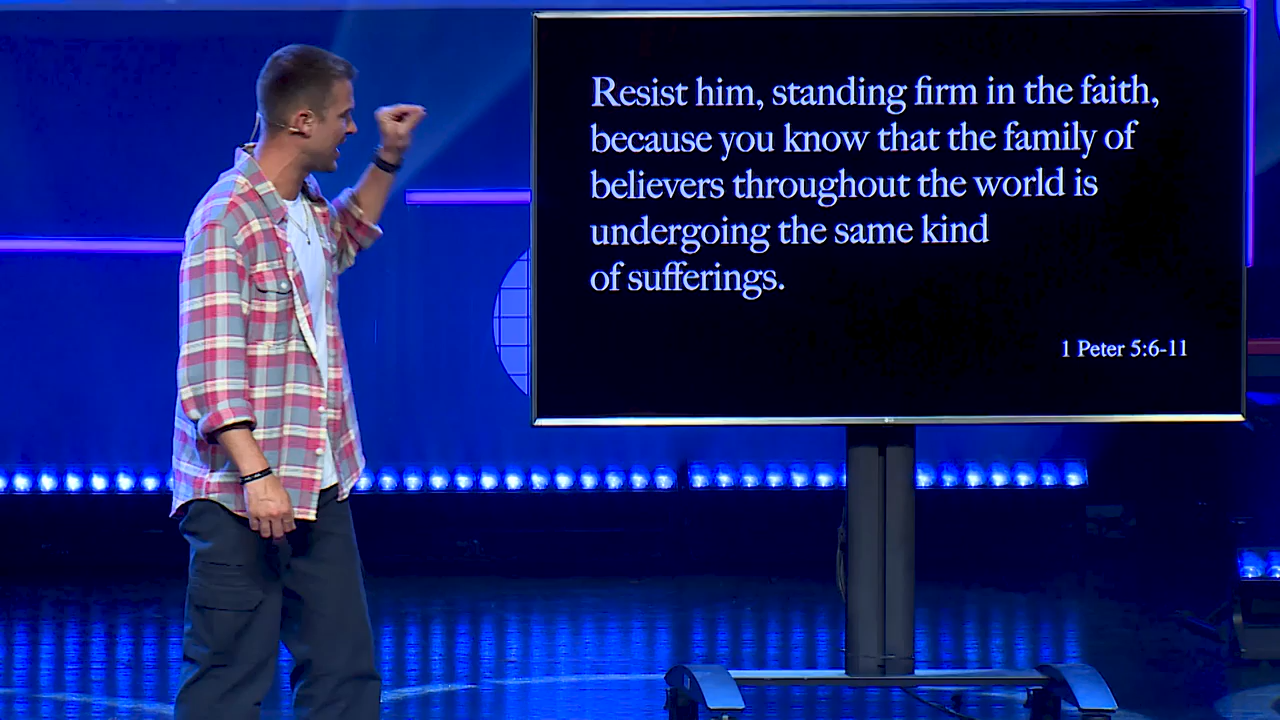 Resist him, standing firm in the faith,
because you know that the family of
believers throughout the world is
undergoing the same kind
of sufferings.
1 Peter 5:6-11